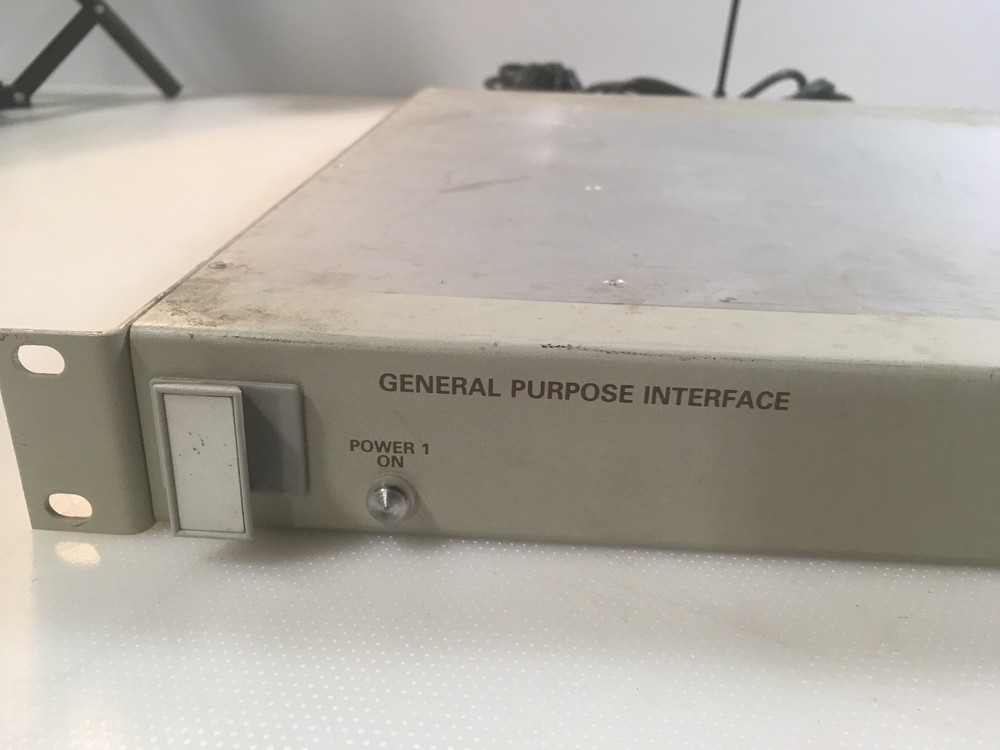 GENERAL PURPOSE INTERFACE
POWER 1
ON